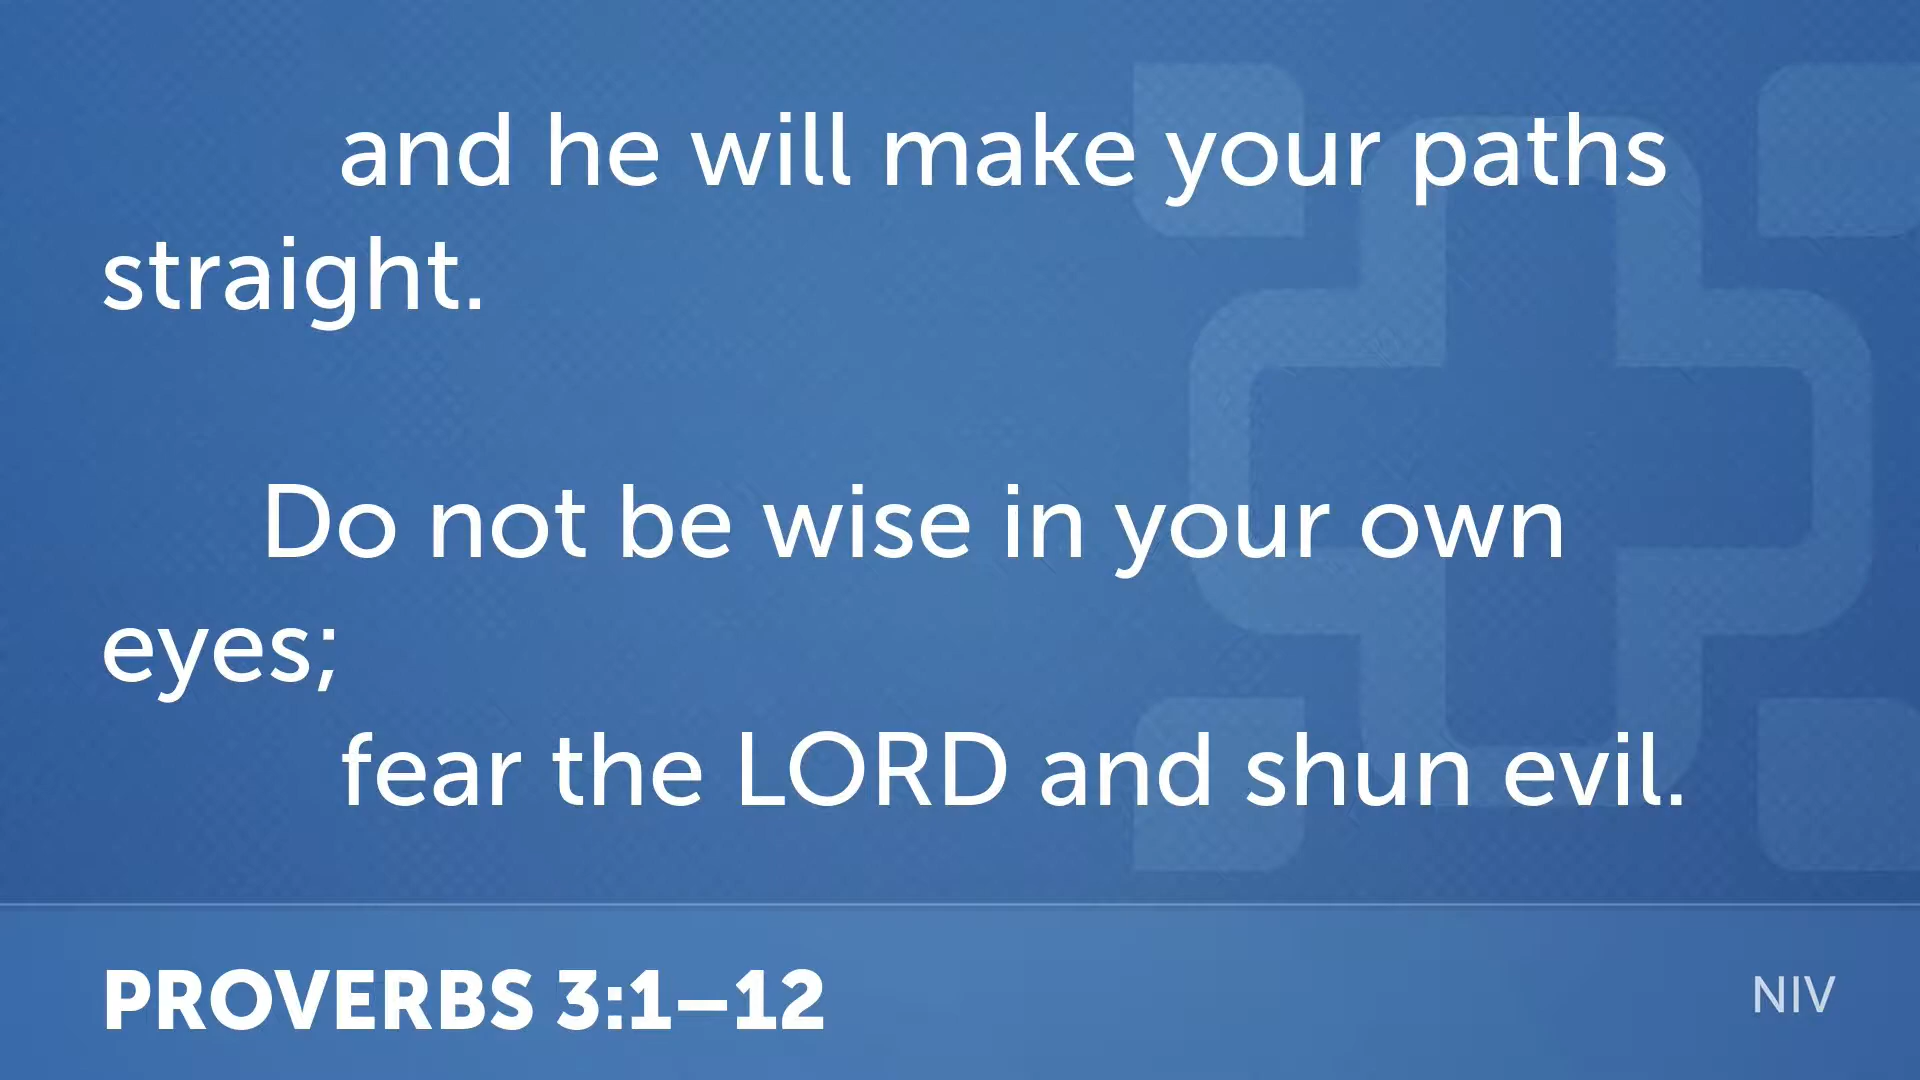 and he will make your paths
straight.
Do not be wise in your own
eyes;
fear the LORD and shun evil.
PROVERBS 3:1–12
NIV